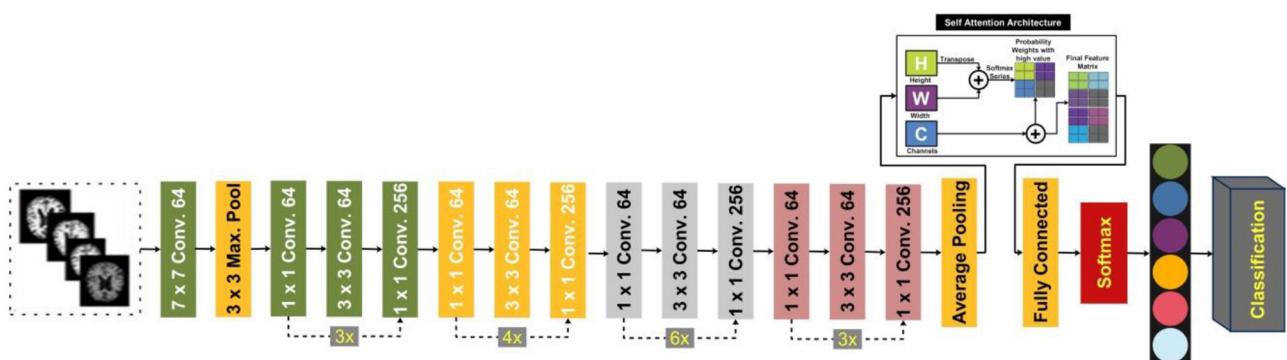 Self Attention Architecture
H
Height
Transpose
W
Width
C
Channels
Softmax
Series
Probability
Weights with
high value
Final Feature
Matrix
7 x 7 Conv. 64
3 x 3 Max. Pool
1 x 1 Conv. 64
3 x 3 Conv. 64
1 x 1 Conv. 256
3x
1 x 1 Conv. 64
3 x 3 Conv. 64
1 x 1 Conv. 256
4x
1 x 1 Conv. 64
3 x 3 Conv. 64
1 x 1 Conv. 256
6x
1 x 1 Conv. 64
3 x 3 Conv. 64
1 x 1 Conv. 256
3x
Average Pooling
Fully Connected
Softmax
Classification